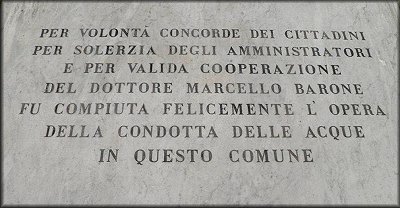 PER VOLONTÀ CONCORDE DEI CITTADINI
PER SOLERZIA DEGLI AMMINISTRATORI
E PER VALIDA COOPERAZIONE
DEL DOTTORE MARCELLO BARONE
FU COMPIUTA FELICEMENTE L'OPERA
DELLA CONDOTTA DELLE ACQUE
IN QUESTO COMUNE